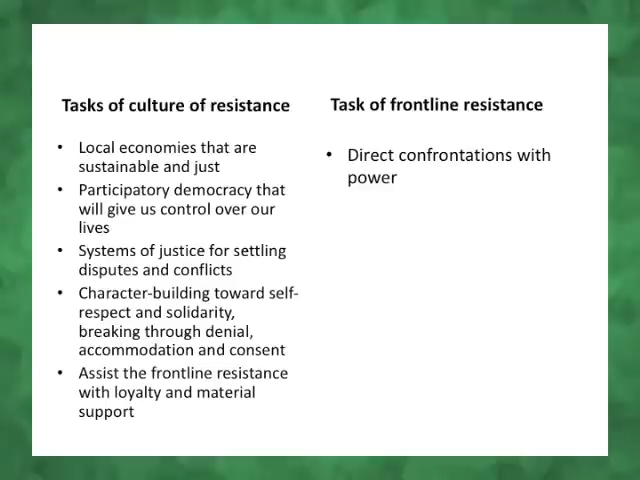 Tasks of culture of resistance
• Local economies that are
sustainable and just
• Participatory democracy that
will give us control over our
lives
• Systems of justice for settling
disputes and conflicts
• Character-building toward self-
respect and solidarity,
breaking through denial,
accommodation and consent
• Assist the frontline resistance
with loyalty and material
support
Task of frontline resistance
• Direct confrontations with
power